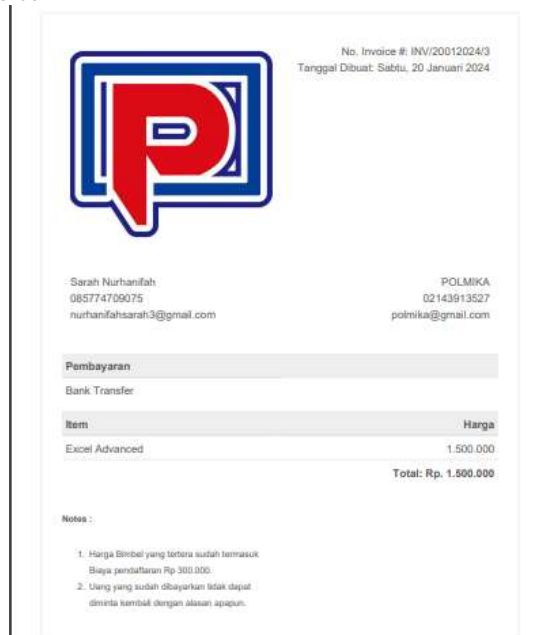 No. Invoice #: INV/20012024/3
Tanggal Dibuat: Sabtu, 20 Januari 2024
P
Sarah Nurhanifah
085774709075
nurhanifahsarah3@gmail.com
POLMIKA
02143913527
polmika@gmail.com
Pembayaran
Bank Transfer
Item Harga
Excel Advanced 1.500.000
Total: Rp. 1.500.000
Notes :
1. Harga Bimbel yang tertera sudah termasuk
Biaya pendaftaran Rp 300.000.
2. Uang yang sudah dibayarkan tidak dapat
diminta kembali dengan alasan apapun.